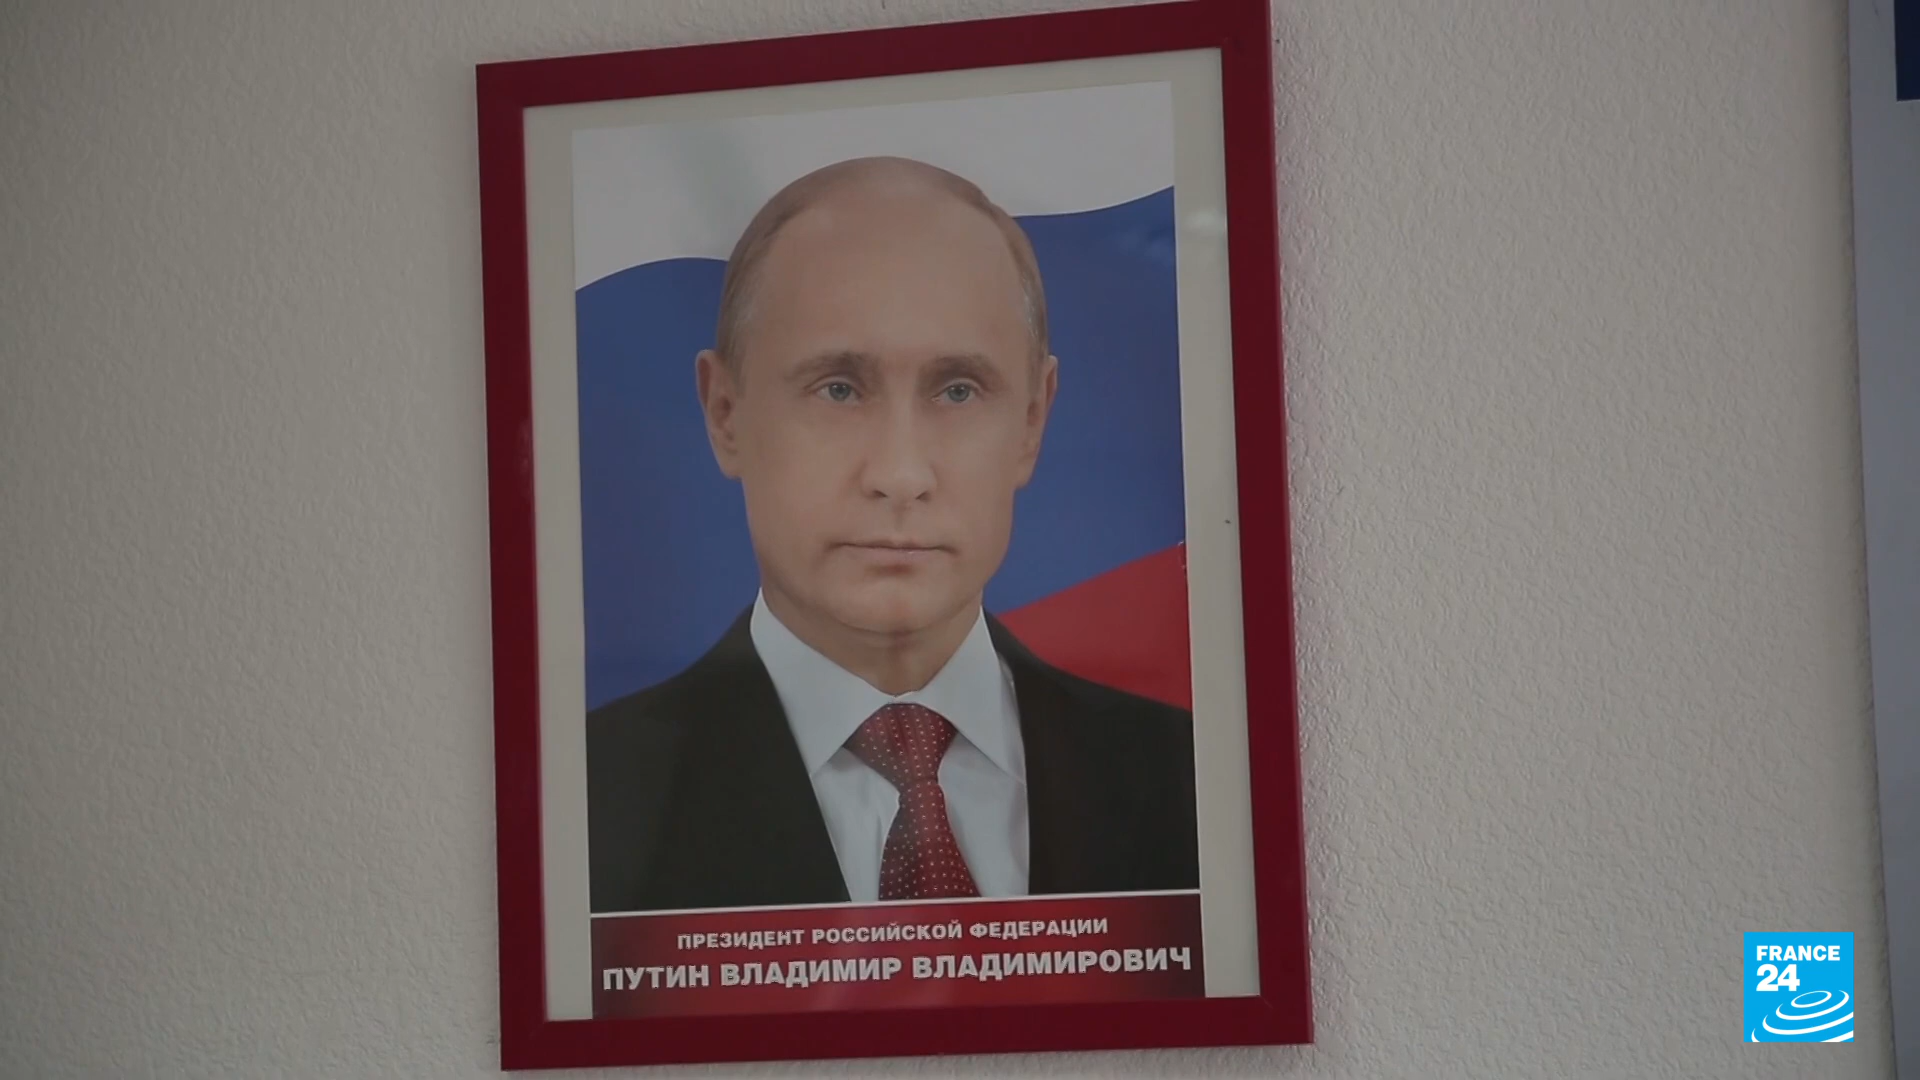 ПРЕЗИДЕНТ РОССИЙСКОЙ ФЕДЕРАЦИИ
ПУТИН ВЛАДИМИР ВЛАДИМИРОВИЧ
FRANCE
24